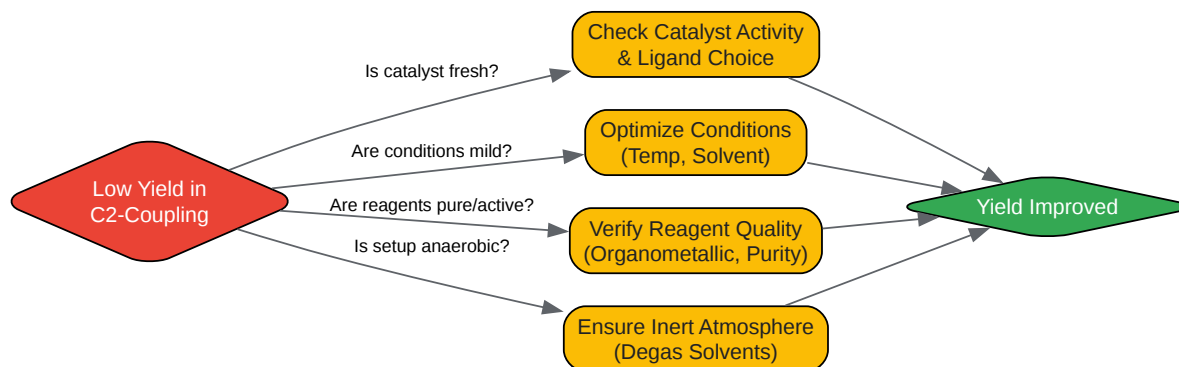 Check Catalyst Activity
& Ligand Choice
Is catalyst fresh?
Optimize Conditions
(Temp, Solvent)
Are conditions mild?
Low Yield in
C2-Coupling
Yield Improved
Are reagents pure/active?
Verify Reagent Quality
(Organometallic, Purity)
Is setup anaerobic?
Ensure Inert Atmosphere
(Degas Solvents)